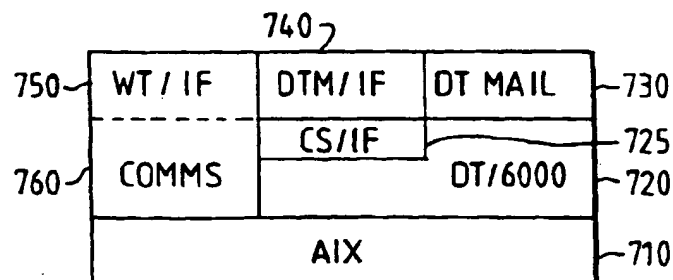 740
750 WT / IF DTM / IF DT MAIL 730
CS/IF 725
760 COMMS DT/6000 720
AIX 710